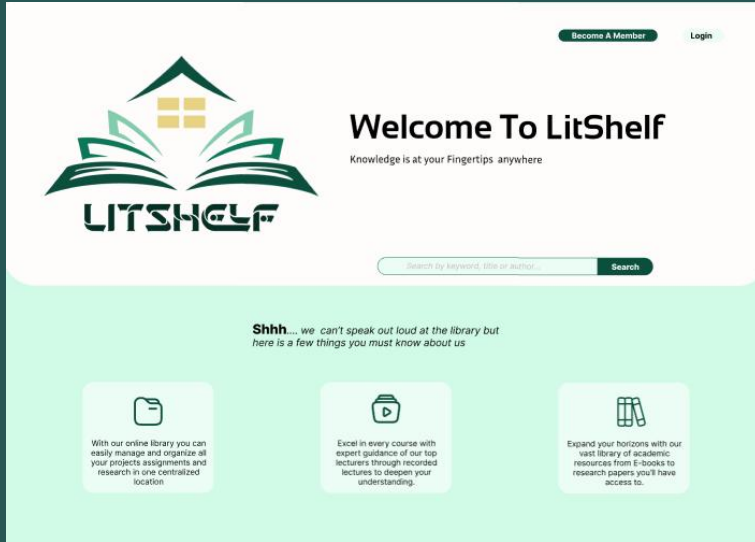 Become A Member
Login
Welcome To LitShelf
Knowledge is at your Fingertips anywhere
LITSHELF
Search by keyword, title or author...
Search
Shhh.... we can't speak out loud at the library but
here is a few things you must know about us
With our online library you can
easily manage and organize all
your projects assignments and
research in one centralized
location
Excel in every course with
expert guidance of our top
lecturers through recorded
lectures to deepen your
understanding.
Expand your horizons with our
vast library of academic
resources from E-books to
research papers you'll have
access to.